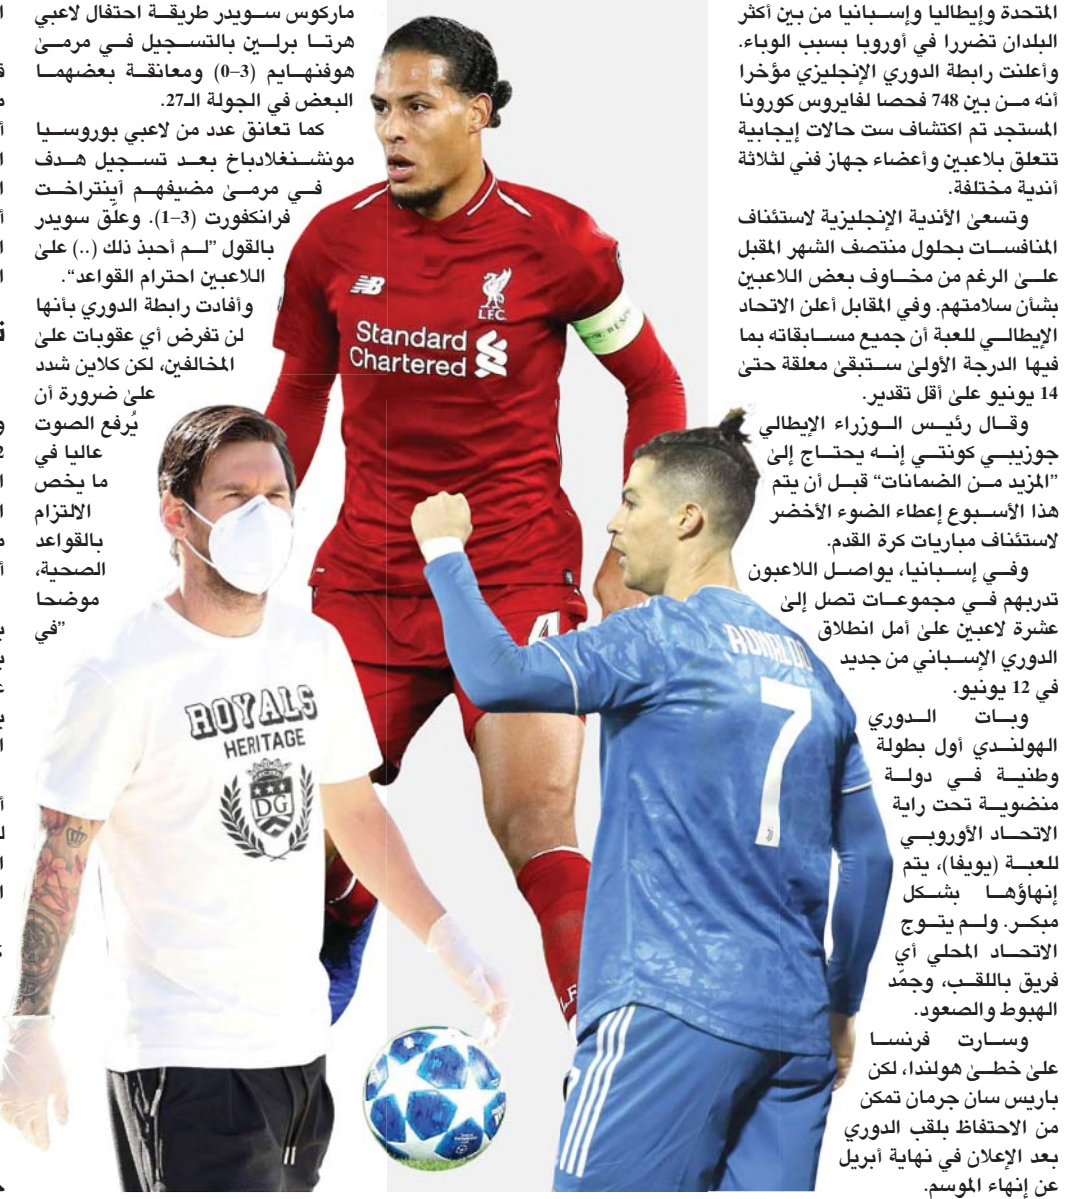 المتحدة وإيطاليا وإسبانيا من بين أكثر
البلدان تضررا في أوروبا بسبب الوباء.
وأعلنت رابطة الدوري الإنجليزي مؤخرا
أنه من بين 748 فحصا لفايروس كورونا
المستجد تم اكتشاف ست حالات إيجابية
تتعلق بلاعبين وأعضاء جهاز فني لثلاثة
أندية مختلفة.
وتسعى الأندية الإنجليزية لاستئناف
المنافسات بحلول منتصف الشهر المقبل
على الرغم من مخاوف بعض اللاعبين
بشأن سلامتهم. وفي المقابل أعلن الاتحاد
الإيطالي للعبة أن جميع مسابقاته بما
فيها الدرجة الأولى ستبقى معلقة حتى
14 يونيو على أقل تقدير.
وقال رئيس الوزراء الإيطالي
جوزيبي كونتي إنه يحتاج إلى
”المزيد من الضمانات“ قبل أن يتم
هذا الأسبوع إعطاء الضوء الأخضر
لاستئناف مباريات كرة القدم.
وفي إسبانيا، يواصل اللاعبون
تدربهم في مجموعات تصل إلى
عشرة لاعبين على أمل انطلاق
الدوري الإسباني من جديد
في 12 يونيو.
وبات الدوري
الهولندي أول بطولة
وطنية في دولة
منضوية تحت راية
الاتحاد الأوروبي
للعبة (يويفا)، يتم
إنهاؤها بشكل
مبكر. ولم يتوج
الاتحاد المحلي أي
فريق باللقب، وجمّد
الهبوط والصعود.
وسارت فرنسا
على خطى هولندا، لكن
باريس سان جرمان تمكن
من الاحتفاظ بلقب الدوري
بعد الإعلان في نهاية أبريل
عن إنهاء الموسم.
ماركوس سويدر طريقة احتفال لاعبي
هرتا برلين بالتسجيل في مرمى
هوفنهايم (3-0) ومعانقة بعضهما
البعض في الجولة الـ27.
كما تعانق عدد من لاعبي بوروسيا
مونشنغلادباخ بعد تسجيل هدف
في مرمى مضيفهم آينتراخت
فرانكفورت (3-1). وعلّق سويدر
بالقول ”لم أحبذ ذلك (..) على
اللاعبين احترام القواعد“.
وأفادت رابطة الدوري بأنها
لن تفرض أي عقوبات على
المخالفين، لكن كلاين شدد
على ضرورة أن
يُرفع الصوت
عاليا في
ما يخص
الالتزام
بالقواعد
الصحية،
موضحا
”في
NB
L.F.C.
Standard
Chartered
4
RONALDO
7
ROYALS
HERITAGE
DG